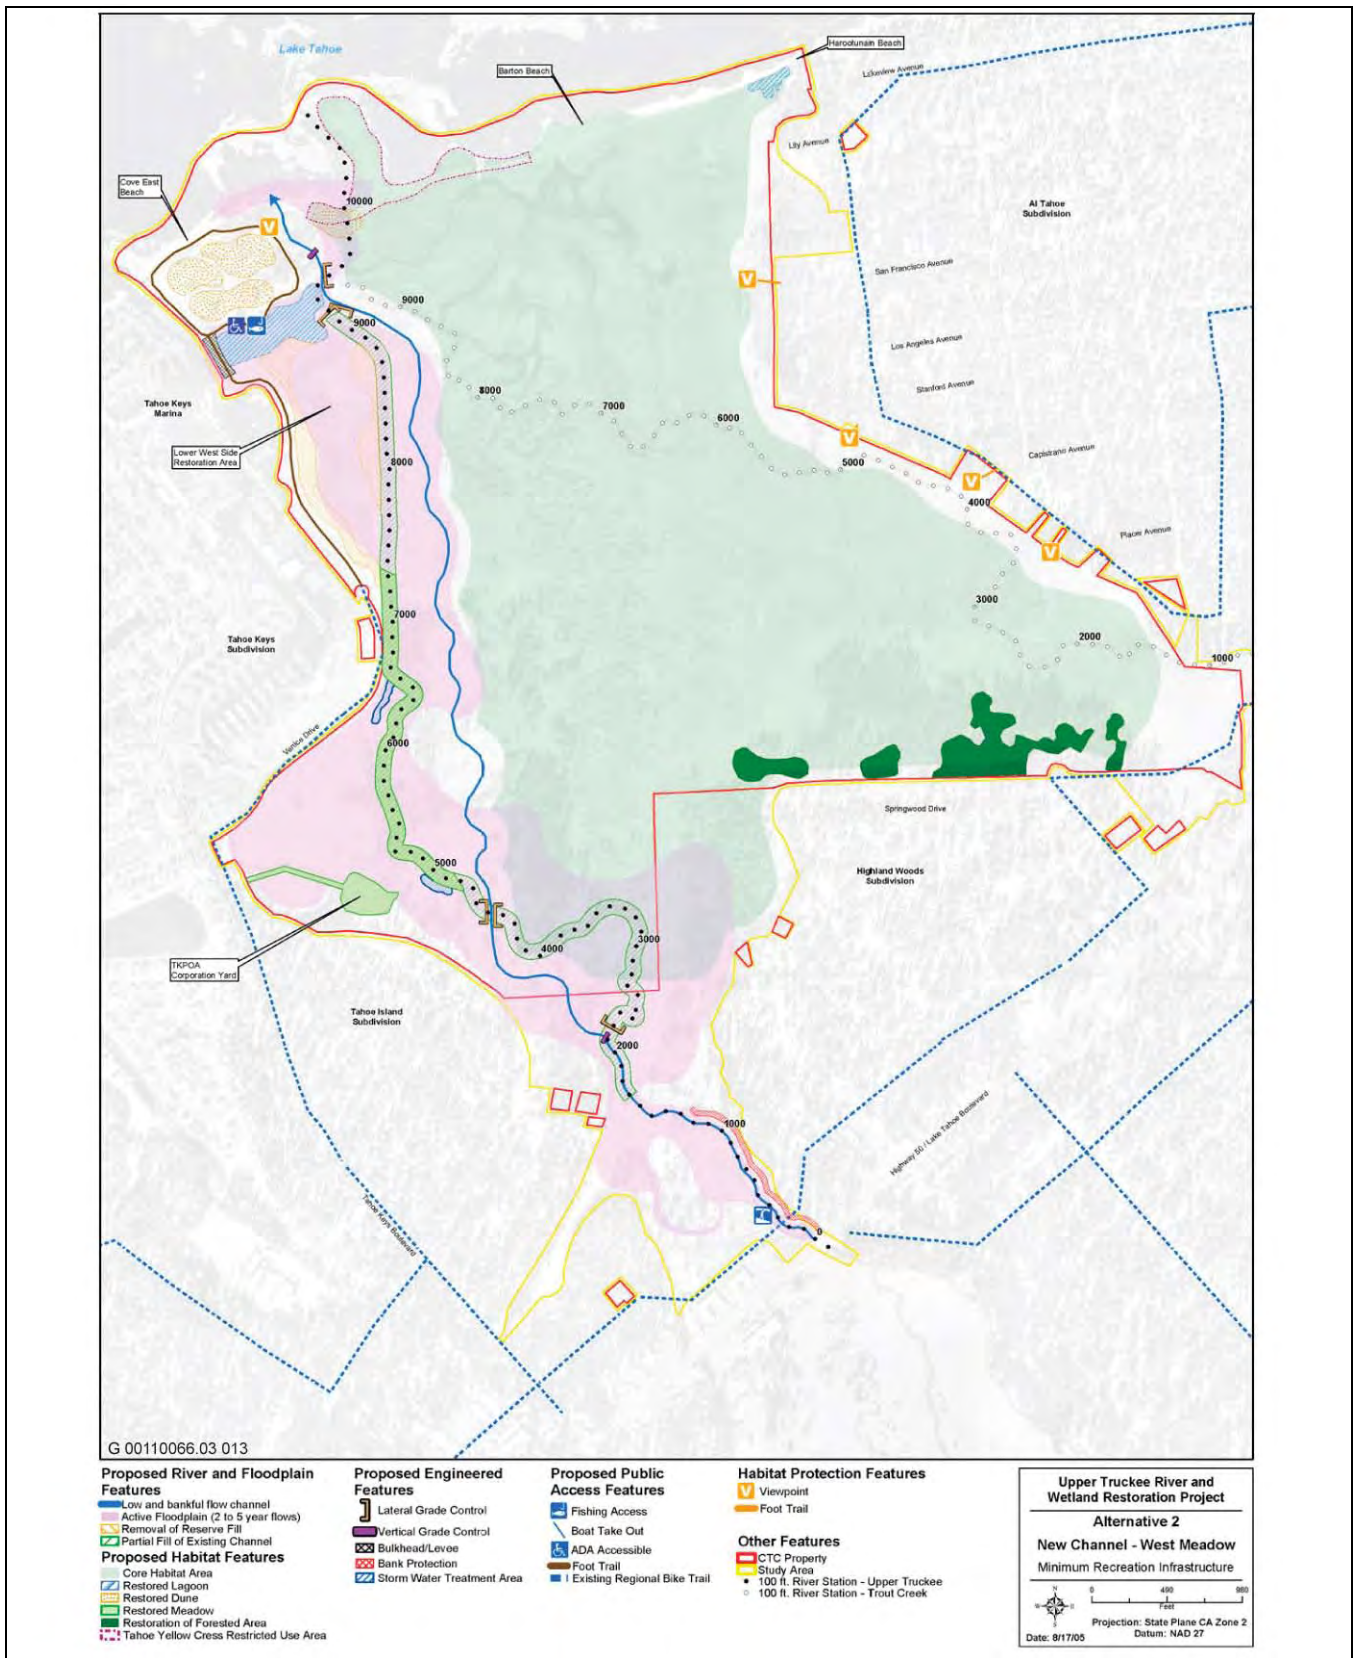 Lake Tahoe
Harootunain Beach
Lakeview Avenue
Barton Beach
Lily Avenue
Cove East
Beach
10000
Al Tahoe
Subdivision
San Francisco Avenue
9000
9000
Los Angeles Avenue
Stanford Avenue
Tahoe Keys
Marina
7000
6000
Lower West Side
Restoration Area
8000
5000
Capistrano Avenue
4000
Placer Avenue
3000
7000
2000
Tahoe Keys
Subdivision
1000
Venice Drive
6000
Springwood Drive
5000
Highland Woods
Subdivision
4000
3000
TKPOA
Corporation Yard
Tahoe Island
Subdivision
2000
1000
Highway 50 / Lake Tahoe Boulevard
Tahoe Keys Boulevard
0
G 00110066.03 013
Proposed River and Floodplain
Features
Low and bankful flow channel
Active Floodplain (2 to 5 year flows)
Removal of Reserve Fill
Partial Fill of Existing Channel
Proposed Habitat Features
Core Habitat Area
Restored Lagoon
Restored Dune
Restored Meadow
Restoration of Forested Area
Tahoe Yellow Cress Restricted Use Area
Proposed Engineered
Features
Lateral Grade Control
Vertical Grade Control
Bulkhead/Levee
Bank Protection
Storm Water Treatment Area
Proposed Public
Access Features
Fishing Access
Boat Take Out
ADA Accessible
Foot Trail
Existing Regional Bike Trail
Habitat Protection Features
V Viewpoint
Foot Trail
Other Features
CTC Property
Study Area
100 ft. River Station - Upper Truckee
100 ft. River Station - Trout Creek
Upper Truckee River and
Wetland Restoration Project
Alternative 2
New Channel - West Meadow
Minimum Recreation Infrastructure
N
W E
S
0 490 980
Feet
Projection: State Plane CA Zone 2
Datum: NAD 27
Date: 8/17/05